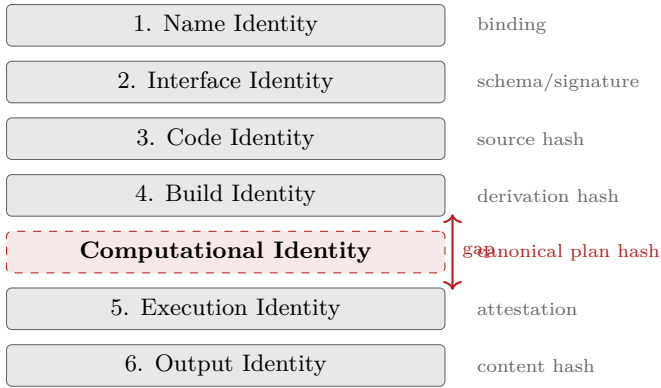 1. Name Identity binding
2. Interface Identity schema/signature
3. Code Identity source hash
4. Build Identity derivation hash
Computational Identity gap canonical plan hash
5. Execution Identity attestation
6. Output Identity content hash